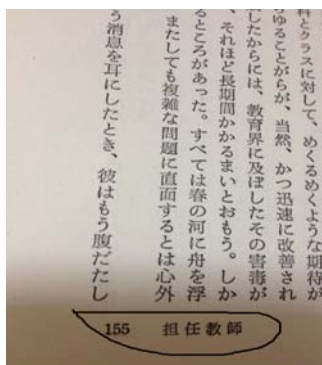 科とクラスに対して、めくるめくような期待が
ゆることがらが、当然、かつ迅速に改善され
したからには、教育界に及ぼしたその害毒が
、それほど長期間かかるまいとおもう。しか
るところがあった。すべては春の河に舟を浮
またしても複雑な問題に直面するとは心外
う消息を耳にしたとき、彼はもう腹だたし
155 担任教師